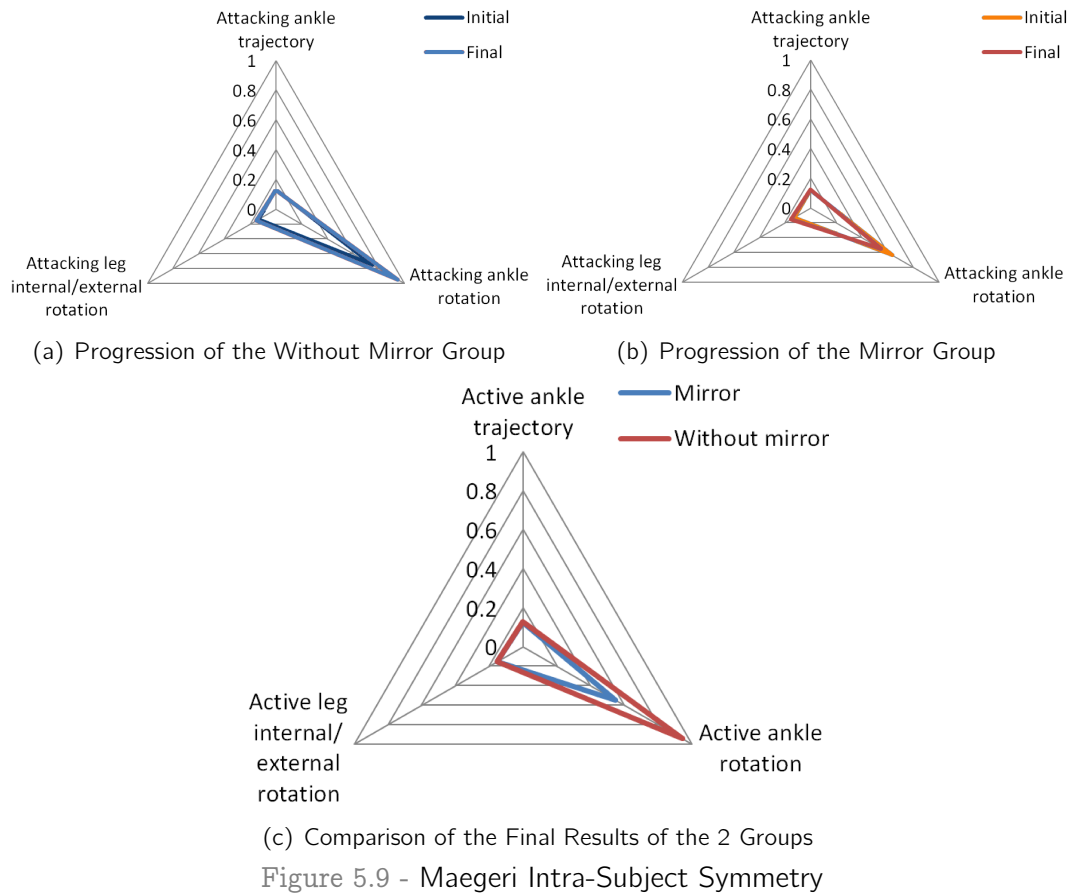 Attacking ankle
trajectory
Initial
Final
1
0.8
0.6
0.4
0.2
0
Attacking leg
internal/external
rotation
Attacking ankle
rotation
(a) Progression of the Without Mirror Group
Attacking ankle
trajectory
Initial
Final
1
0.8
0.6
0.4
0.2
0
Attacking leg
internal/external
rotation
Attacking ankle
rotation
(b) Progression of the Mirror Group
Active ankle
trajectory
Mirror
Without mirror
1
0.8
0.6
0.4
0.2
0
Active leg
internal/
external
rotation
Active ankle
rotation
(c) Comparison of the Final Results of the 2 Groups
Figure 5.9 - Maegeri Intra-Subject Symmetry